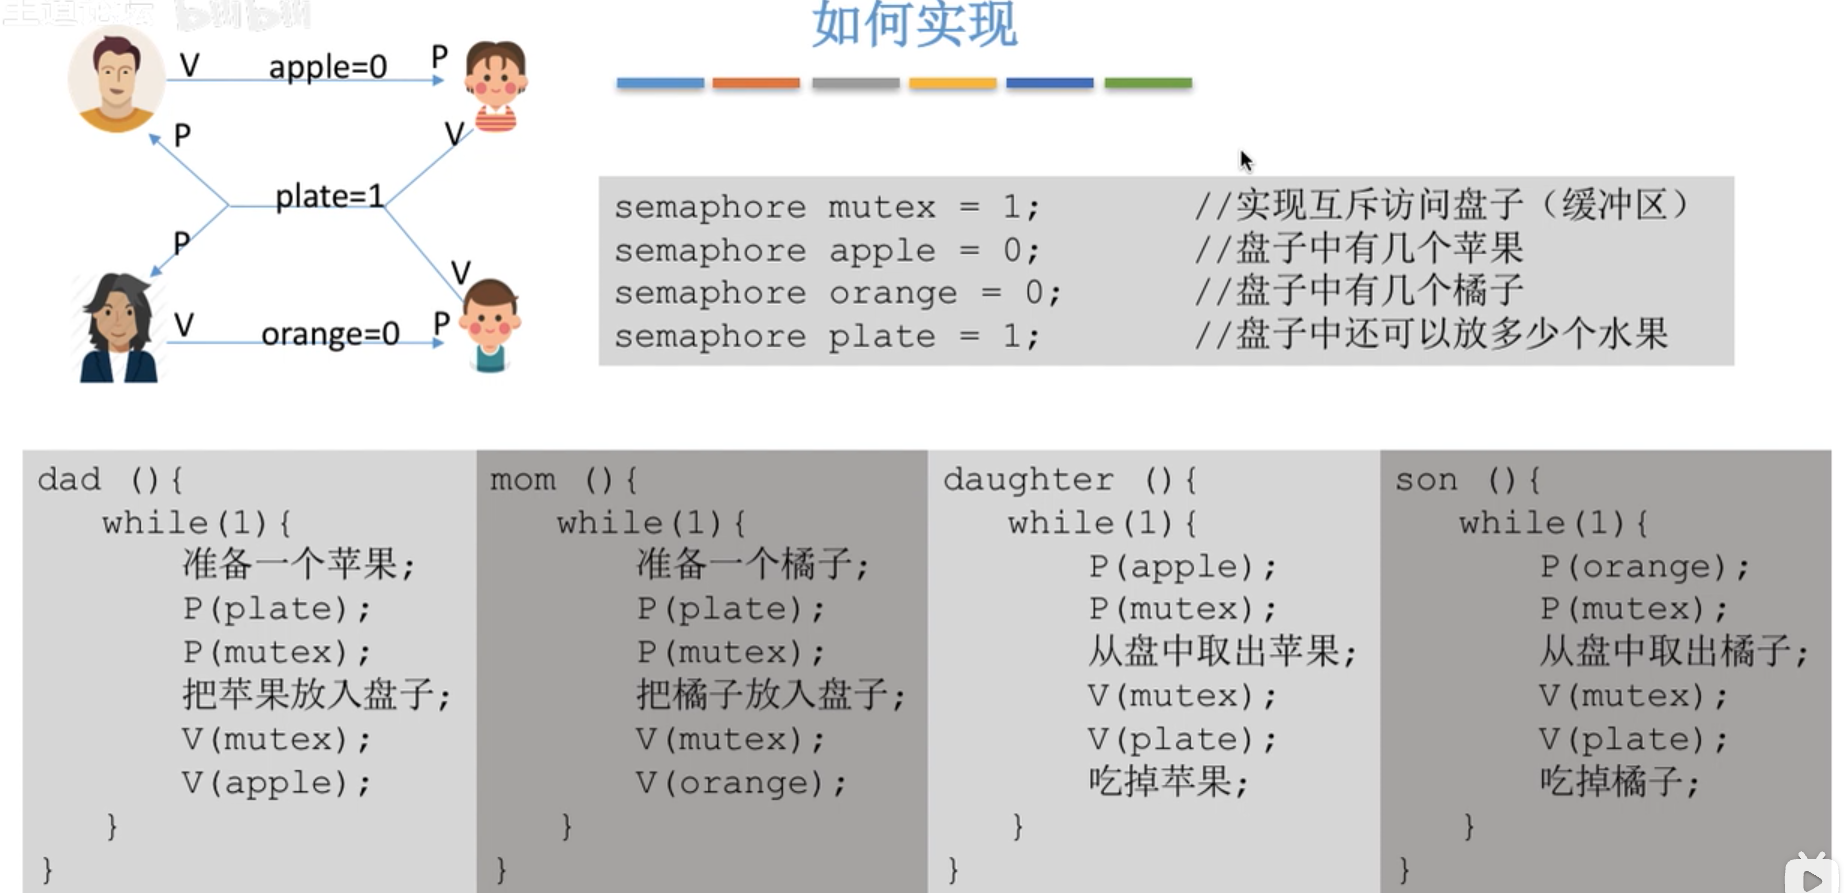 王道论坛 bilibili
如何实现
V apple=0 P
P V
plate=1
P V
V orange=0 P
semaphore mutex = 1; //实现互斥访问盘子（缓冲区）
semaphore apple = 0; //盘子中有几个苹果
semaphore orange = 0; //盘子中有几个橘子
semaphore plate = 1; //盘子中还可以放多少个水果
dad (){
while(1){
准备一个苹果;
P(plate);
P(mutex);
把苹果放入盘子;
V(mutex);
V(apple);
}
}
mom (){
while(1){
准备一个橘子;
P(plate);
P(mutex);
把橘子放入盘子;
V(mutex);
V(orange);
}
}
daughter (){
while(1){
P(apple);
P(mutex);
从盘中取出苹果;
V(mutex);
V(plate);
吃掉苹果;
}
}
son (){
while(1){
P(orange);
P(mutex);
从盘中取出橘子;
V(mutex);
V(plate);
吃掉橘子;
}
}